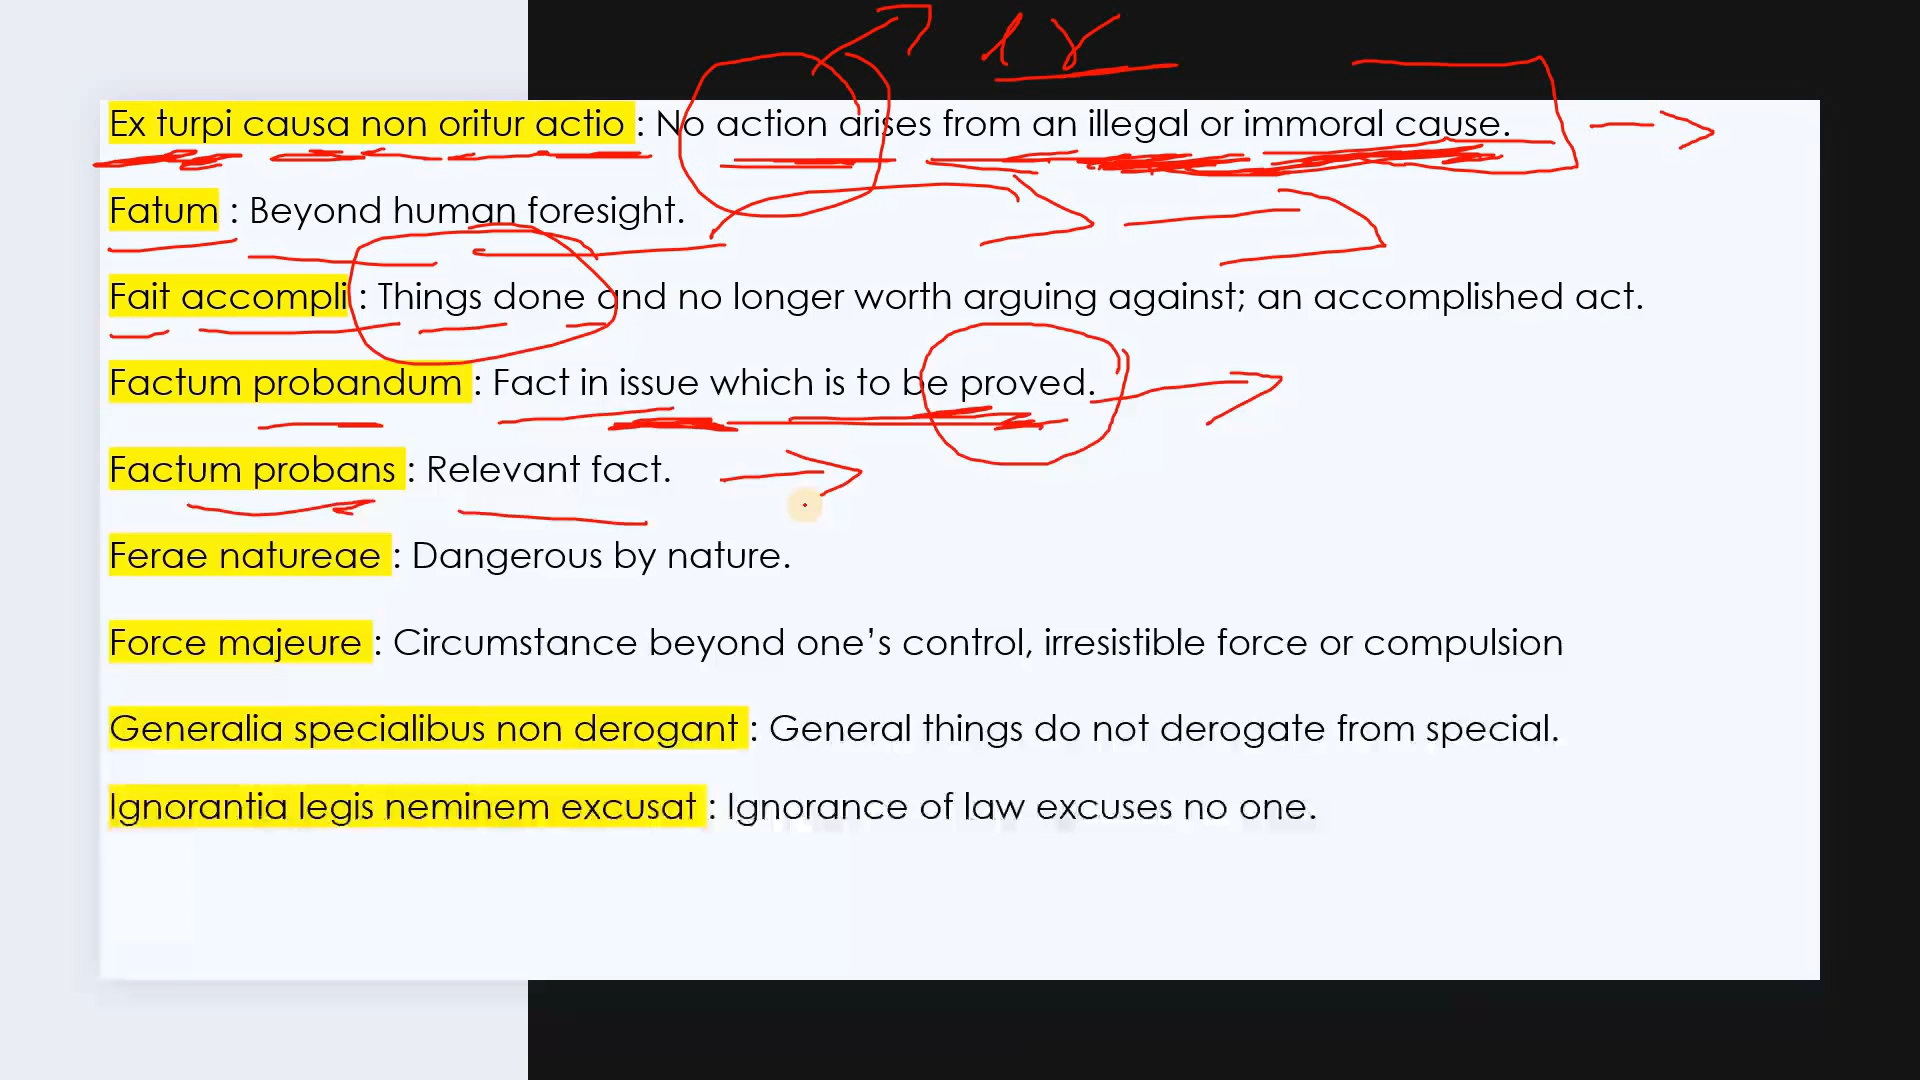 Ex turpi causa non oritur actio : No action arises from an illegal or immoral cause.
Fatum : Beyond human foresight.
Fait accompli : Things done and no longer worth arguing against; an accomplished act.
Factum probandum : Fact in issue which is to be proved.
Factum probans : Relevant fact.
Ferae natureae : Dangerous by nature.
Force majeure : Circumstance beyond one’s control, irresistible force or compulsion
Generalia specialibus non derogant : General things do not derogate from special.
Ignorantia legis neminem excusat : Ignorance of law excuses no one.